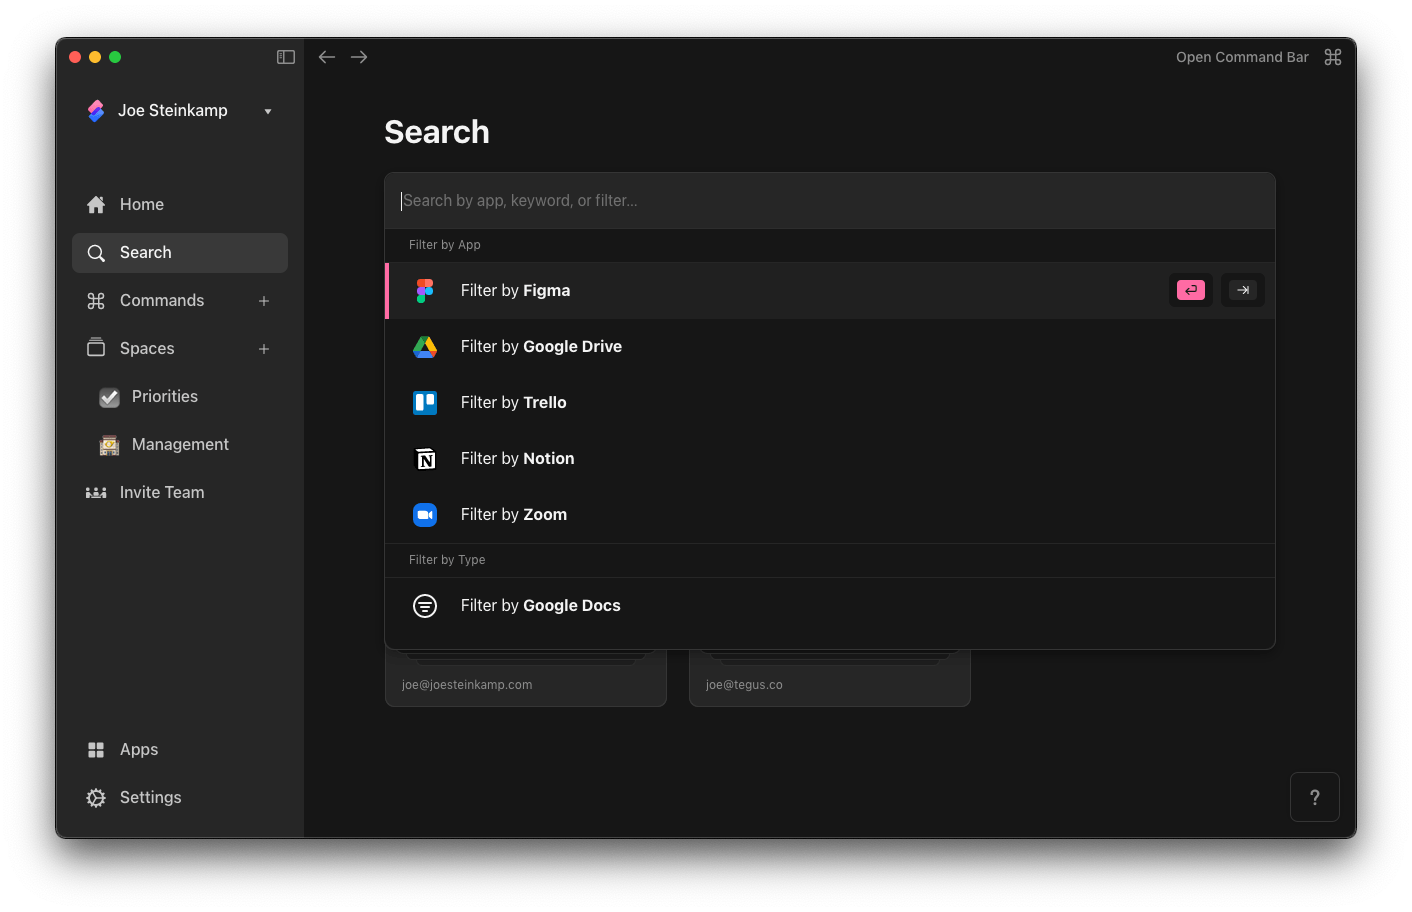 Open Command Bar
Joe Steinkamp
Home
Search
Commands
Spaces
Priorities
Management
Invite Team
Apps
Settings
Search
Search by app, keyword, or filter...
Filter by App
Filter by Figma
Filter by Google Drive
Filter by Trello
Filter by Notion
Filter by Zoom
Filter by Type
Filter by Google Docs
joe@joesteinkamp.com
joe@tegus.co
?